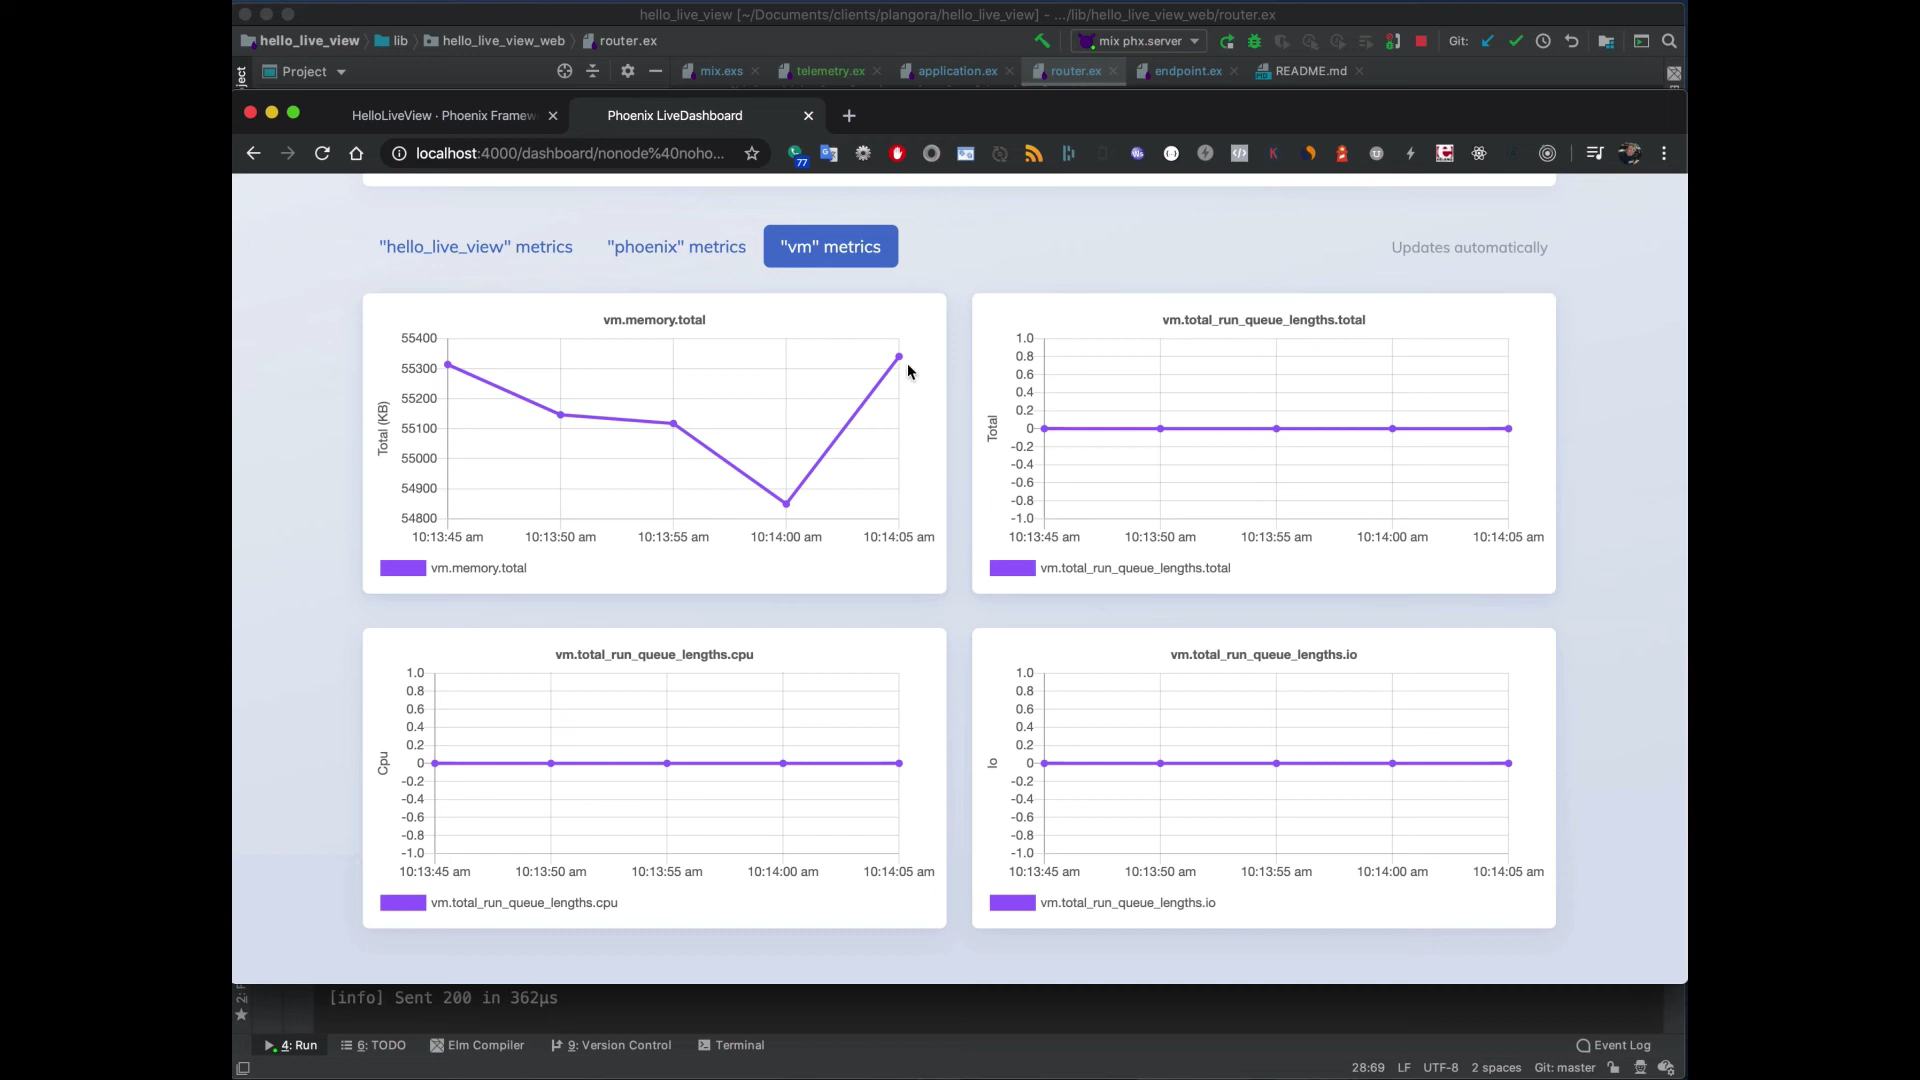 hello_live_view [~/Documents/clients/plangora/hello_live_view] - .../lib/hello_live_view_web/router.ex
hello_live_view lib hello_live_view_web router.ex mix phx.server Git:
Project mix.exs telemetry.ex application.ex router.ex endpoint.ex README.md
HelloLiveView · Phoenix Framew Phoenix LiveDashboard
localhost:4000/dashboard/nonode%40noho... 77
"hello_live_view" metrics "phoenix" metrics "vm" metrics Updates automatically
vm.memory.total
55400
55300
55200
55100
55000
54900
54800
Total (KB)
10:13:45 am 10:13:50 am 10:13:55 am 10:14:00 am 10:14:05 am
vm.memory.total
vm.total_run_queue_lengths.total
1.0
0.8
0.6
0.4
0.2
0
-0.2
-0.4
-0.6
-0.8
-1.0
Total
10:13:45 am 10:13:50 am 10:13:55 am 10:14:00 am 10:14:05 am
vm.total_run_queue_lengths.total
vm.total_run_queue_lengths.cpu
1.0
0.8
0.6
0.4
0.2
0
-0.2
-0.4
-0.6
-0.8
-1.0
Cpu
10:13:45 am 10:13:50 am 10:13:55 am 10:14:00 am 10:14:05 am
vm.total_run_queue_lengths.cpu
vm.total_run_queue_lengths.io
1.0
0.8
0.6
0.4
0.2
0
-0.2
-0.4
-0.6
-0.8
-1.0
Io
10:13:45 am 10:13:50 am 10:13:55 am 10:14:00 am 10:14:05 am
vm.total_run_queue_lengths.io
[info] Sent 200 in 362µs
4: Run 6: TODO Elm Compiler 9: Version Control Terminal Event Log
28:69 LF UTF-8 2 spaces Git: master